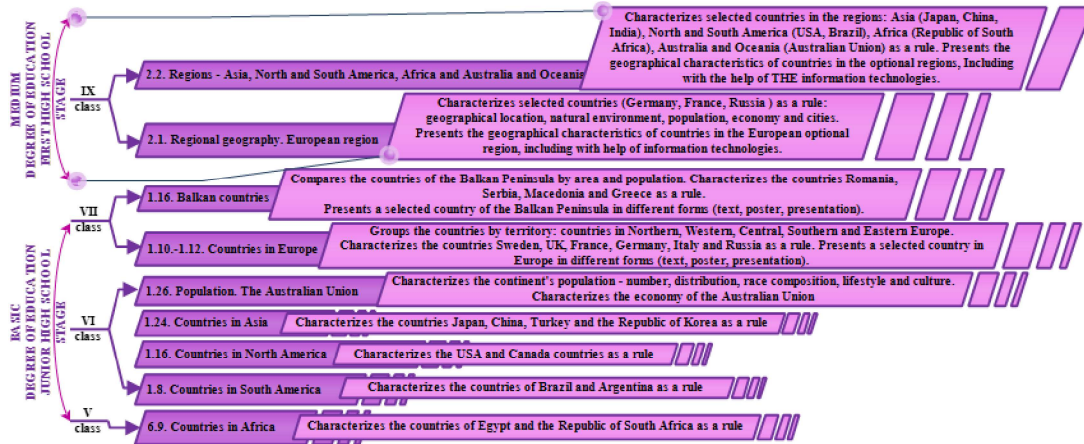 Characterizes selected countries in the regions: Asia (Japan, China,
India), North and South America (USA, Brazil), Africa (Republic of South
Africa), Australia and Oceania (Australian Union) as a rule. Presents the
geographical characteristics of countries in the optional regions, Including
with the help of THE information technologies.
2.2. Regions - Asia, North and South America, Africa and Australia and Oceania
MEDIUM
DEGREE OF EDUCATION
FIRST HIGH SCHOOL
STAGE
IX
class
Characterizes selected countries (Germany, France, Russia ) as a rule:
geographical location, natural environment, population, economy and cities.
Presents the geographical characteristics of countries in the European optional
region, including with help of information technologies.
2.1. Regional geography. European region
Compares the countries of the Balkan Peninsula by area and population. Characterizes the countries Romania,
Serbia, Macedonia and Greece as a rule.
Presents a selected country of the Balkan Peninsula in different forms (text, poster, presentation).
1.16. Balkan countries
VII
class
Groups the countries by territory: countries in Northern, Western, Central, Southern and Eastern Europe.
Characterizes the countries Sweden, UK, France, Germany, Italy and Russia as a rule. Presents a selected country in
Europe in different forms (text, poster, presentation).
1.10.-1.12. Countries in Europe
BASIC
DEGREE OF EDUCATION
JUNIOR HIGH SCHOOL
STAGE
Characterizes the continent's population - number, distribution, race composition, lifestyle and culture.
Characterizes the economy of the Australian Union
1.26. Population. The Australian Union
VI
class
1.24. Countries in Asia
Characterizes the countries Japan, China, Turkey and the Republic of Korea as a rule
1.16. Countries in North America
Characterizes the USA and Canada countries as a rule
1.8. Countries in South America
Characterizes the countries of Brazil and Argentina as a rule
V
class
6.9. Countries in Africa
Characterizes the countries of Egypt and the Republic of South Africa as a rule